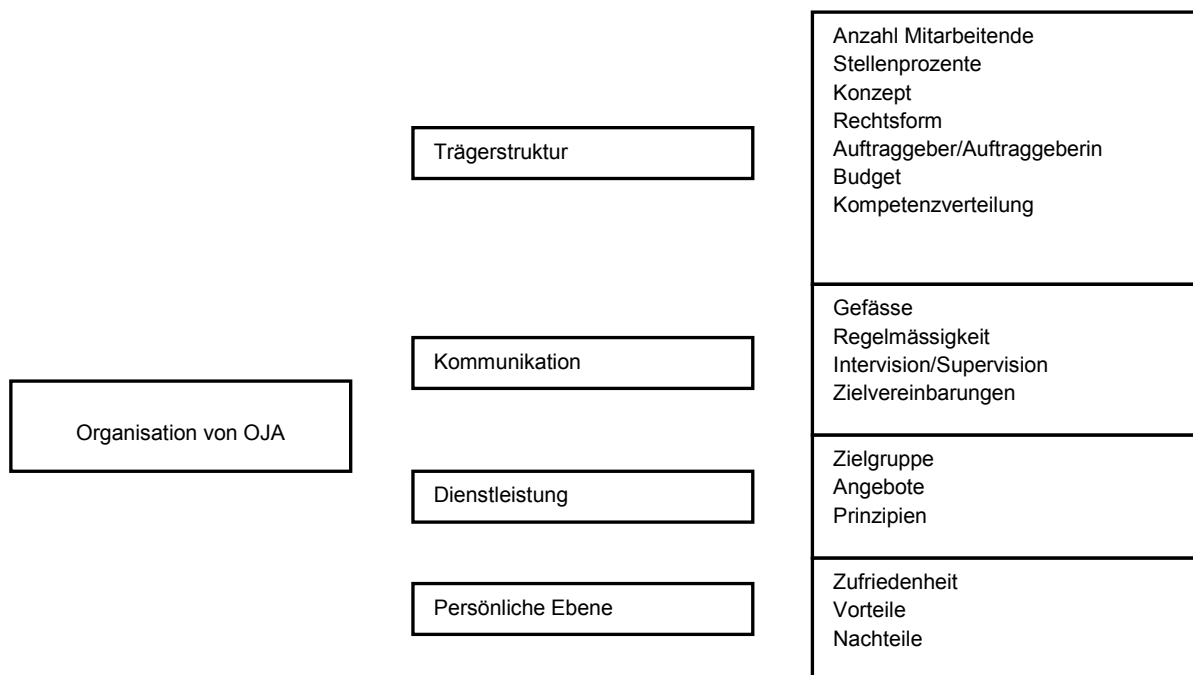 Organisation von OJA
Trägerstruktur
Anzahl Mitarbeitende
Stellenprozente
Konzept
Rechtsform
Auftraggeber/Auftraggeberin
Budget
Kompetenzverteilung
Kommunikation
Gefässe
Regelmässigkeit
Intervision/Supervision
Zielvereinbarungen
Dienstleistung
Zielgruppe
Angebote
Prinzipien
Persönliche Ebene
Zufriedenheit
Vorteile
Nachteile